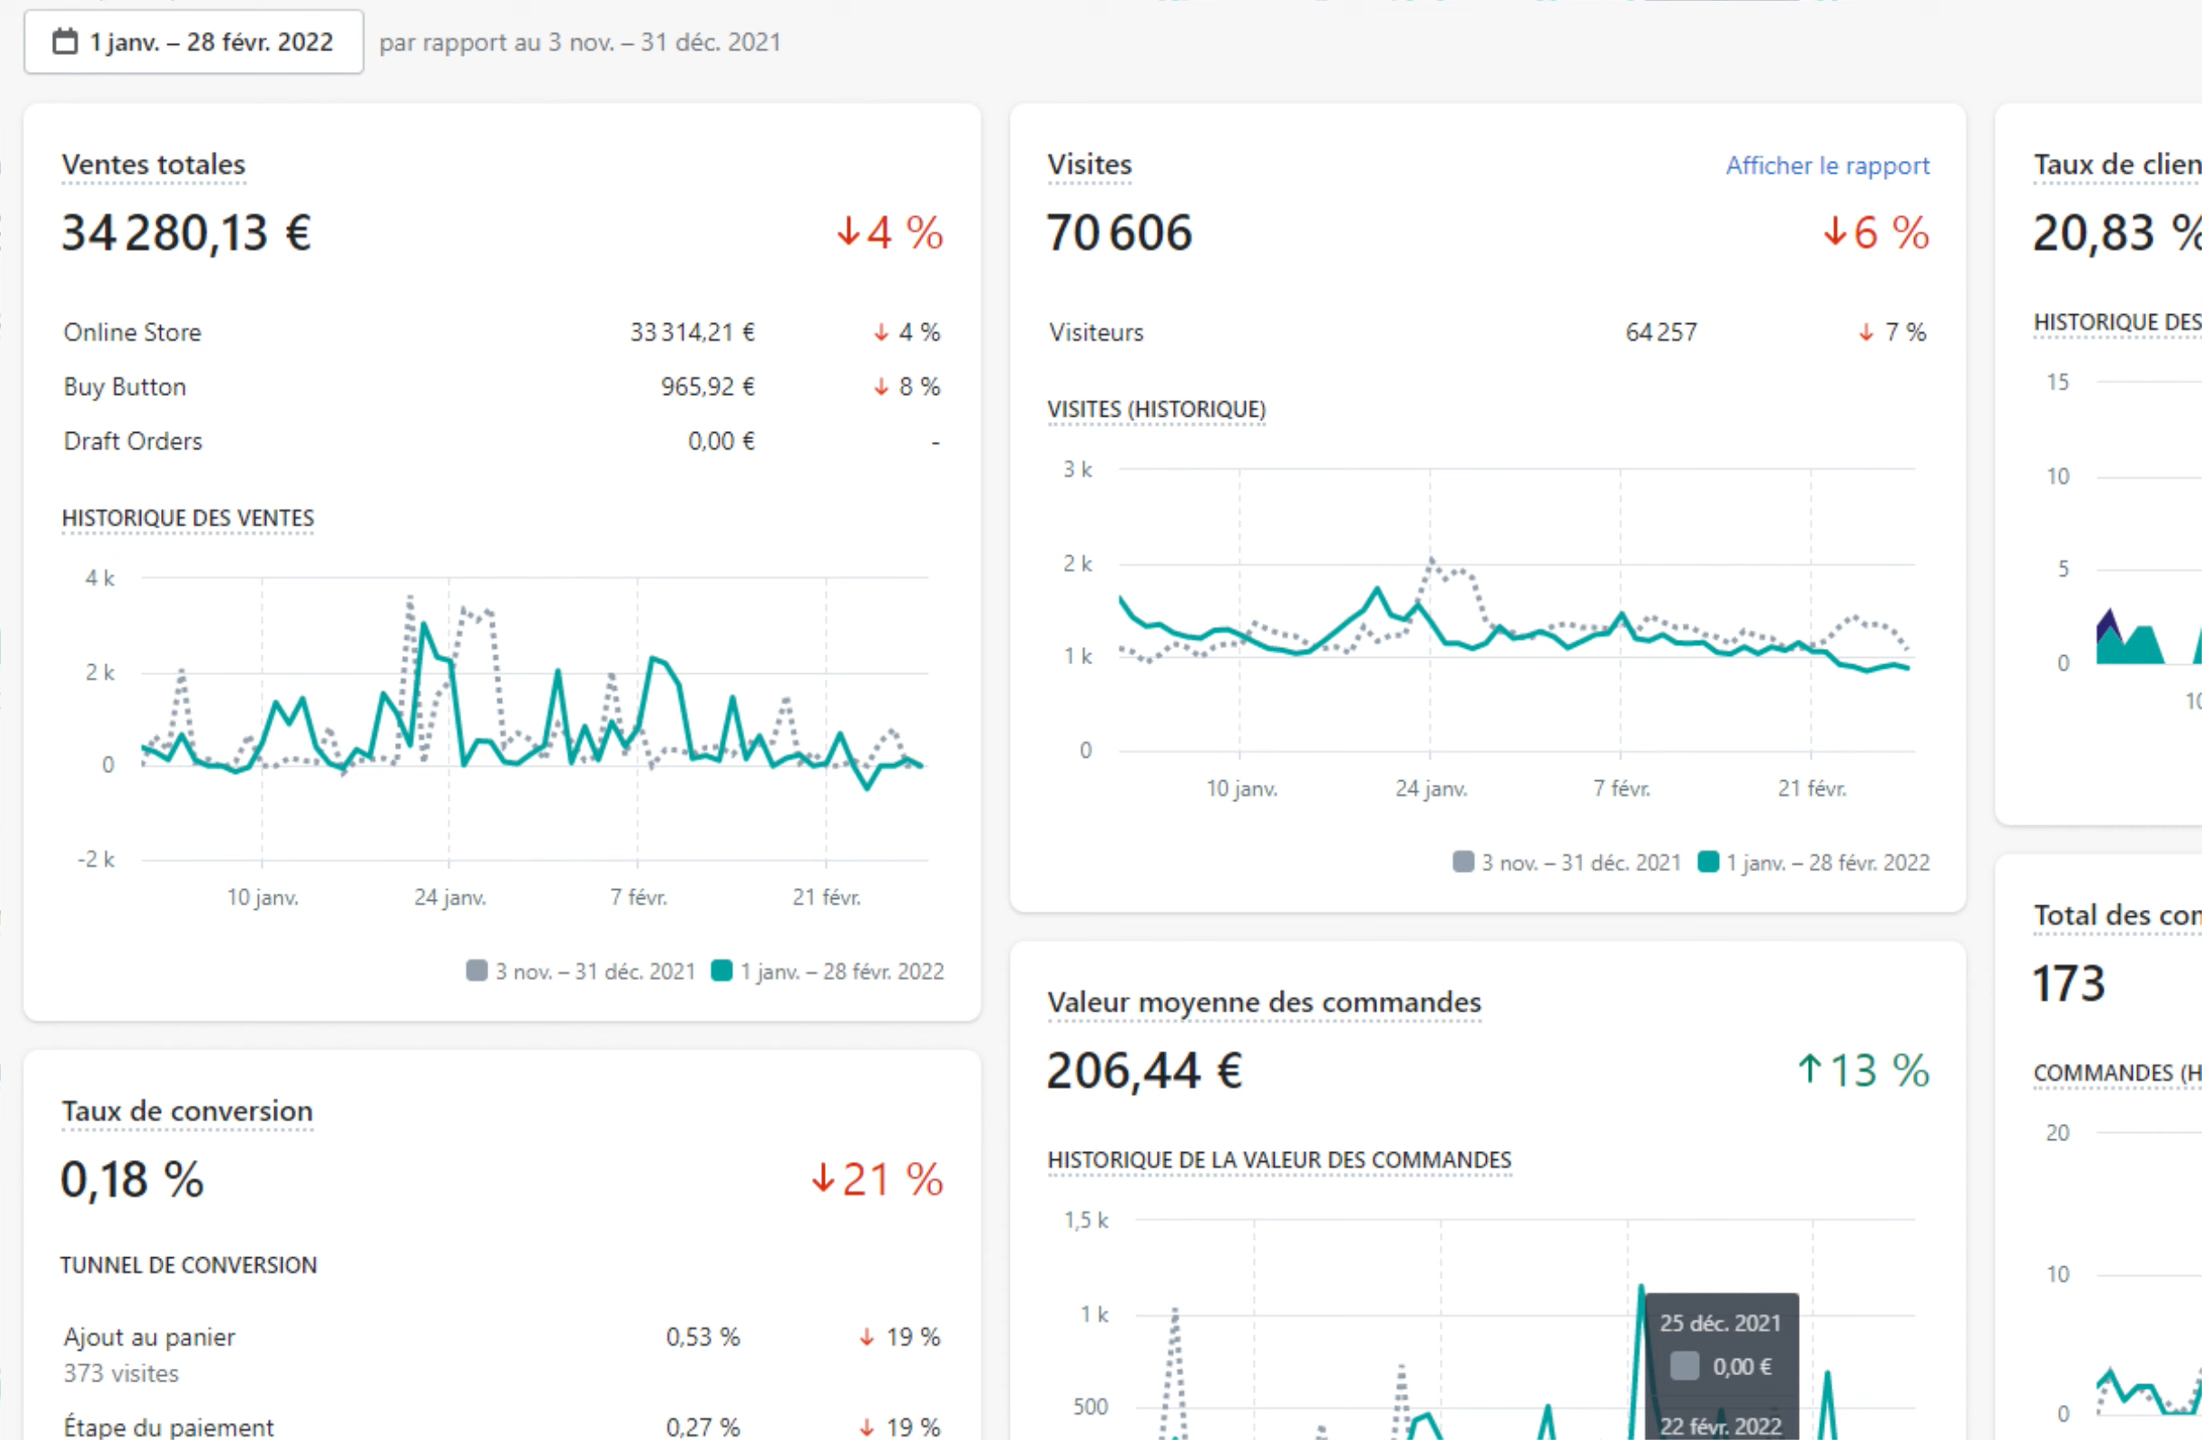 1 janv. – 28 févr. 2022 par rapport au 3 nov. – 31 déc. 2021
Ventes totales
34 280,13 € ↓4 %
Online Store 33 314,21 € ↓ 4 %
Buy Button 965,92 € ↓ 8 %
Draft Orders 0,00 € -
HISTORIQUE DES VENTES
4 k
2 k
0
-2 k
10 janv. 24 janv. 7 févr. 21 févr.
3 nov. – 31 déc. 2021 1 janv. – 28 févr. 2022
Taux de conversion
0,18 % ↓21 %
TUNNEL DE CONVERSION
Ajout au panier 0,53 % ↓ 19 %
373 visites
Étape du paiement 0,27 % ↓ 19 %
Visites Afficher le rapport
70 606 ↓6 %
Visiteurs 64 257 ↓ 7 %
VISITES (HISTORIQUE)
3 k
2 k
1 k
0
10 janv. 24 janv. 7 févr. 21 févr.
3 nov. – 31 déc. 2021 1 janv. – 28 févr. 2022
Valeur moyenne des commandes
206,44 € ↑13 %
HISTORIQUE DE LA VALEUR DES COMMANDES
1,5 k
1 k
500
25 déc. 2021
0,00 €
22 févr. 2022
Taux de clien
20,83 %
HISTORIQUE DES
15
10
5
0
10
Total des com
173
COMMANDES (H
20
10
0